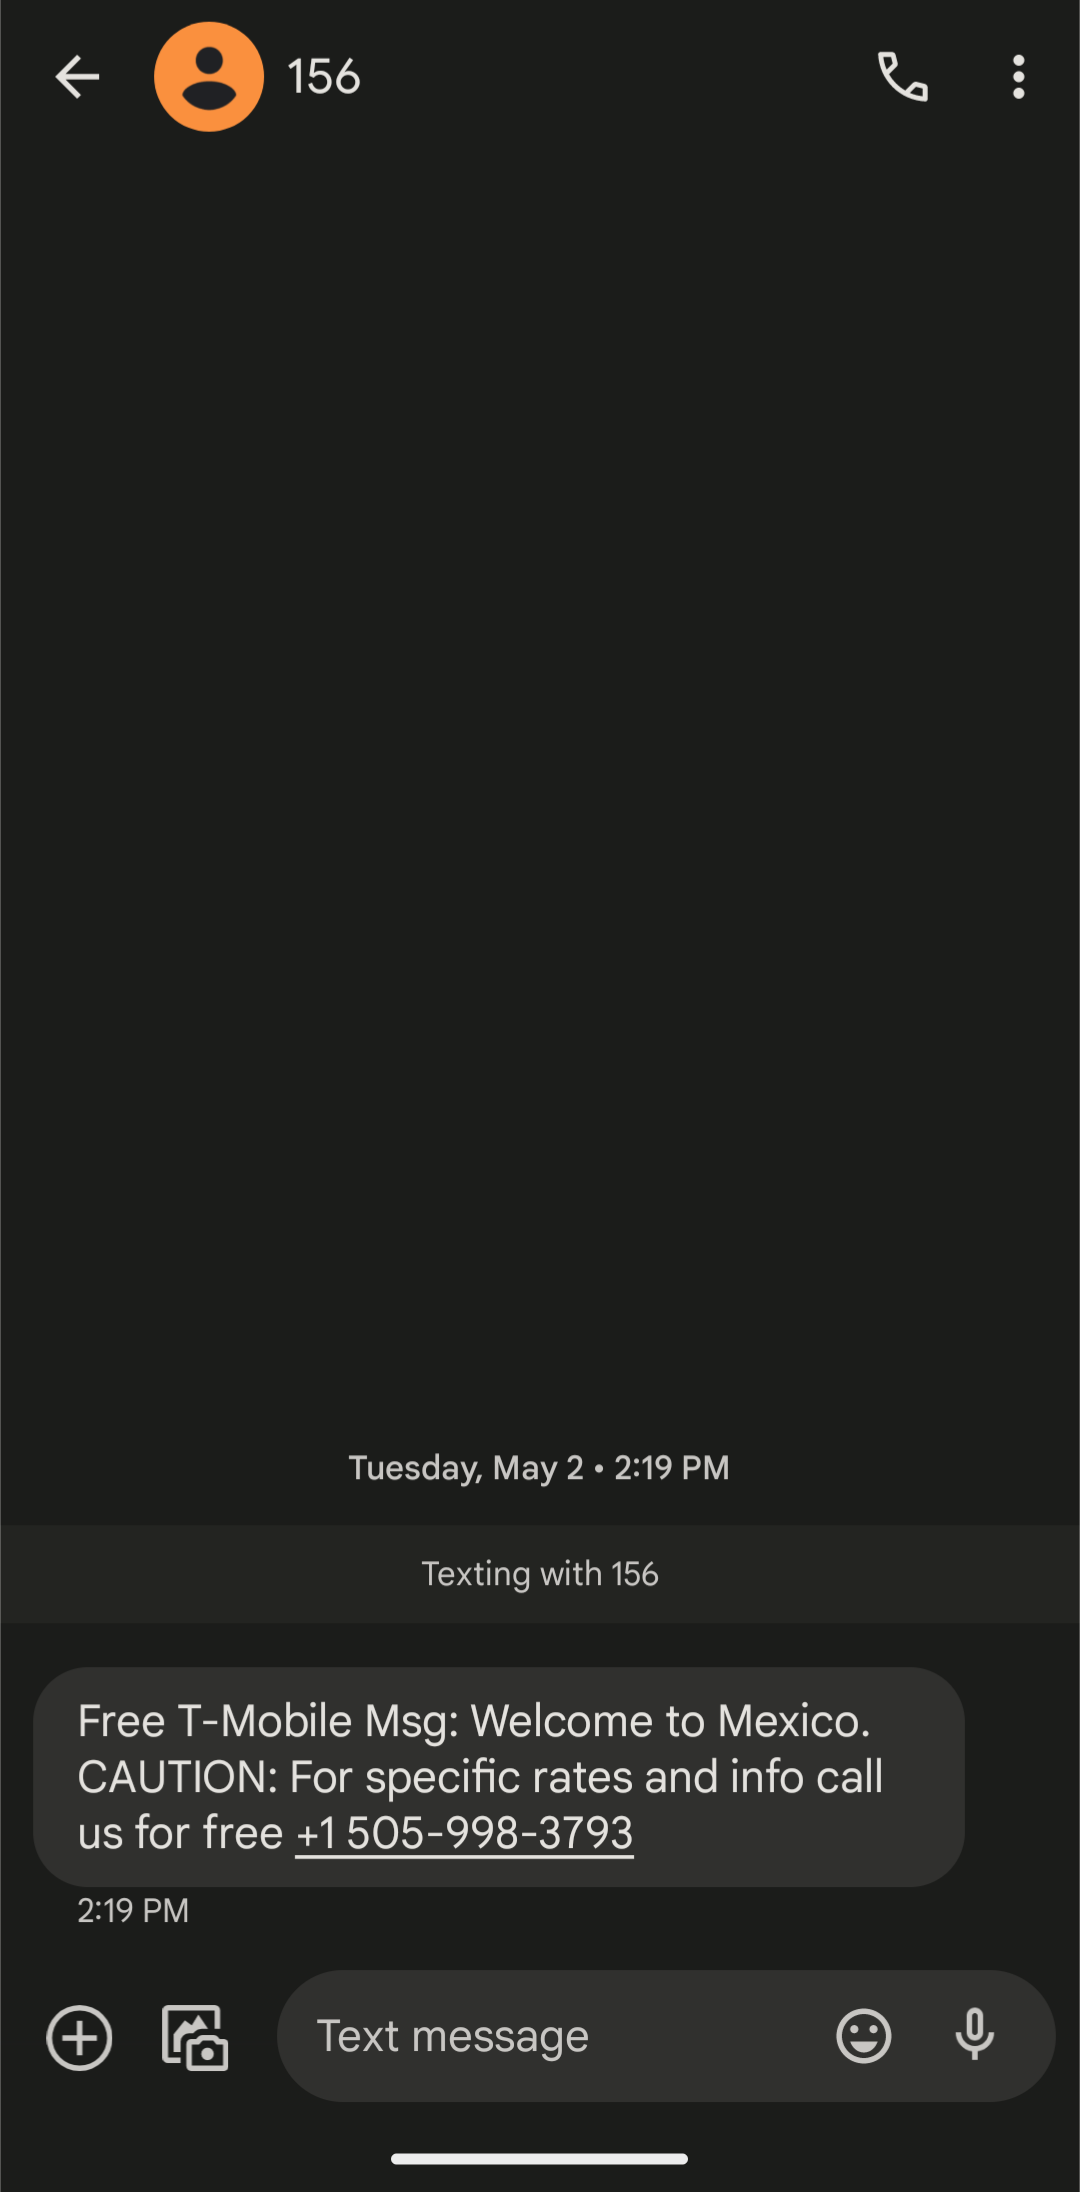 156
Tuesday, May 2 • 2:19 PM
Texting with 156
Free T-Mobile Msg: Welcome to Mexico.
CAUTION: For specific rates and info call
us for free +1 505-998-3793
2:19 PM
Text message